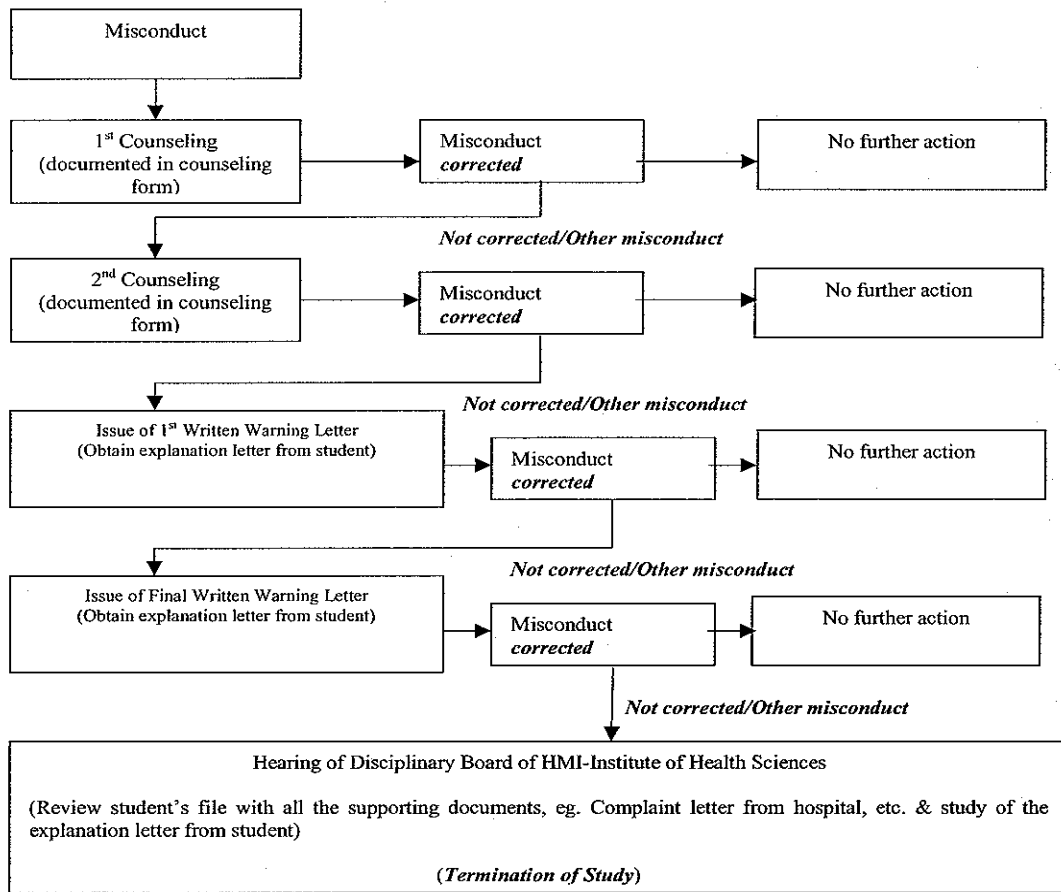 Misconduct
1st Counseling
(documented in counseling
form)
Misconduct
corrected
No further action
Not corrected/Other misconduct
2nd Counseling
(documented in counseling
form)
Misconduct
corrected
No further action
Not corrected/Other misconduct
Issue of 1st Written Warning Letter
(Obtain explanation letter from student)
Misconduct
corrected
No further action
Not corrected/Other misconduct
Issue of Final Written Warning Letter
(Obtain explanation letter from student)
Misconduct
corrected
No further action
Not corrected/Other misconduct
Hearing of Disciplinary Board of HMI-Institute of Health Sciences
(Review student's file with all the supporting documents, eg. Complaint letter from hospital, etc. & study of the
explanation letter from student)
(Termination of Study)